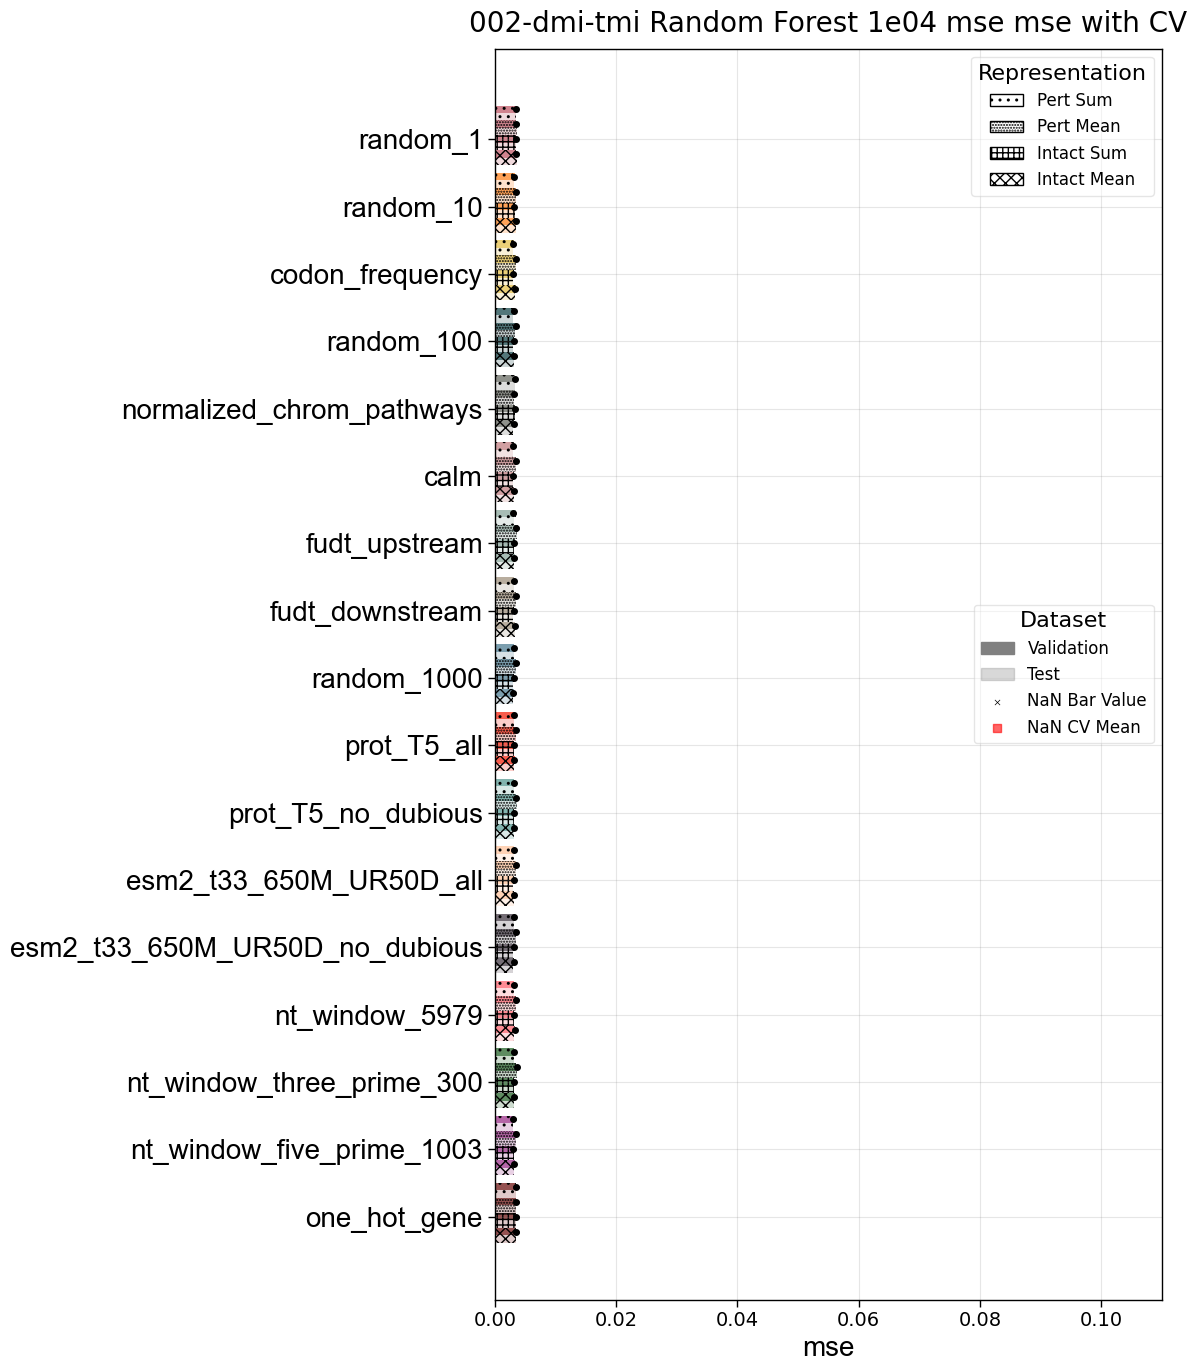 002-dmi-tmi Random Forest 1e04 mse mse with CV
Representation
Pert Sum
Pert Mean
Intact Sum
Intact Mean
random_1
random_10
codon_frequency
random_100
normalized_chrom_pathways
calm
fudt_upstream
fudt_downstream
random_1000
prot_T5_all
prot_T5_no_dubious
esm2_t33_650M_UR50D_all
esm2_t33_650M_UR50D_no_dubious
nt_window_5979
nt_window_three_prime_300
nt_window_five_prime_1003
one_hot_gene
Dataset
Validation
Test
NaN Bar Value
NaN CV Mean
0.00 0.02 0.04 0.06 0.08 0.10
mse